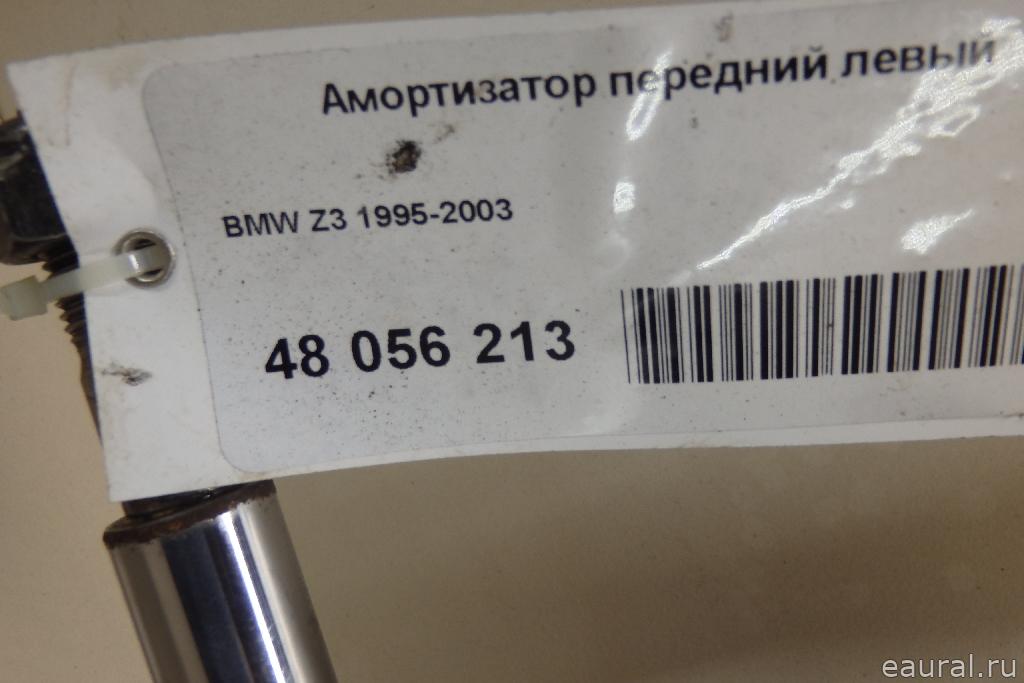 Амортизатор передний левый
BMW Z3 1995-2003
48 056 213
eaural.ru